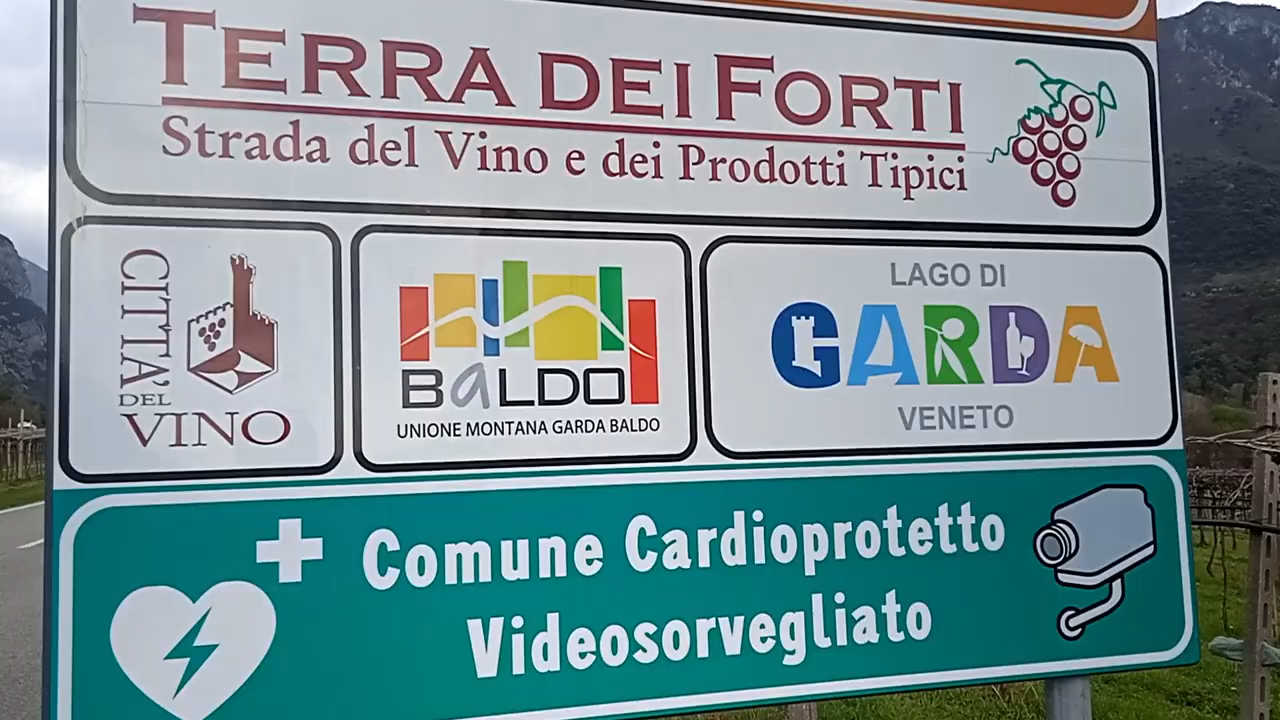 TERRA DEI FORTI
Strada del Vino e dei Prodotti Tipici
CITTA' DEL VINO
BaLDO
UNIONE MONTANA GARDA BALDO
LAGO DI
GARDA
VENETO
Comune Cardioprotetto
Videosorvegliato